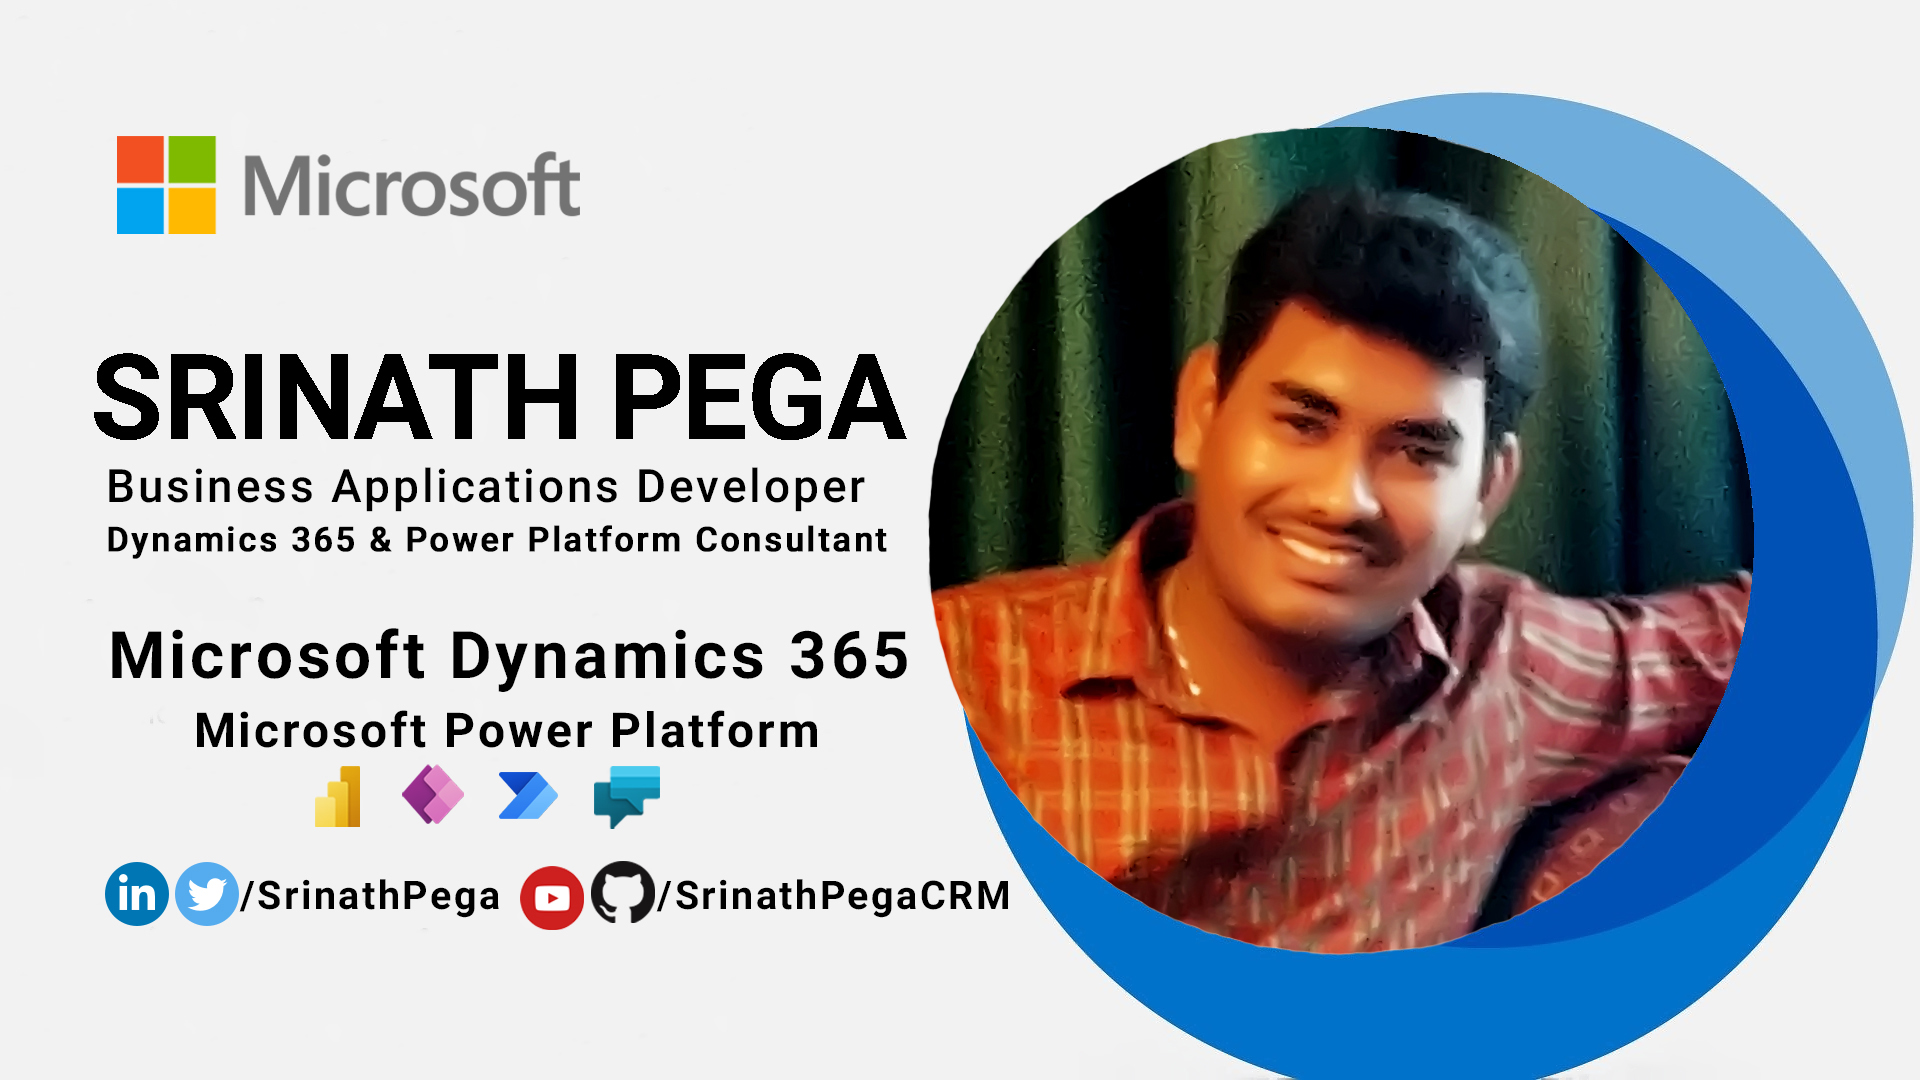 Microsoft
SRINATH PEGA
Business Applications Developer
Dynamics 365 & Power Platform Consultant
Microsoft Dynamics 365
Microsoft Power Platform
in /SrinathPega /SrinathPegaCRM